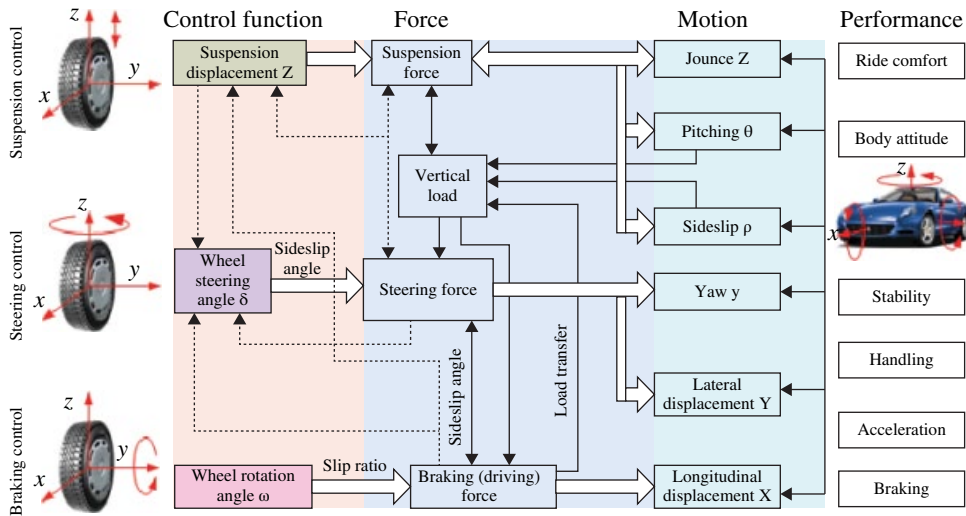 Control function
Force
Motion
Performance
Suspension control
z
y
x
Suspension
displacement Z
Suspension
force
Jounce Z
Ride comfort
Pitching θ
Body attitude
Vertical
load
Sideslip ρ
z
x
x
Steering control
z
y
x
Sideslip
angle
Wheel
steering
angle δ
Steering force
Yaw y
Stability
Sideslip angle
Load transfer
Handling
Lateral
displacement Y
Acceleration
Braking control
z
y
x
Slip ratio
Wheel rotation
angle ω
Braking (driving)
force
Longitudinal
displacement X
Braking